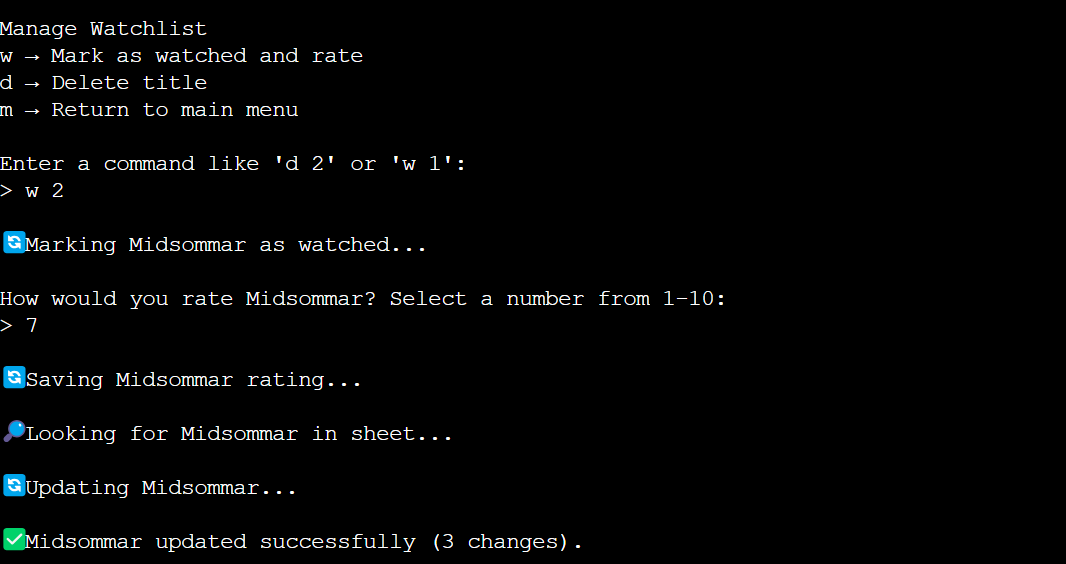 Manage Watchlist
w → Mark as watched and rate
d → Delete title
m → Return to main menu
Enter a command like 'd 2' or 'w 1':
> w 2
🔄Marking Midsommar as watched...
How would you rate Midsommar? Select a number from 1-10:
> 7
🔄Saving Midsommar rating...
🔎Looking for Midsommar in sheet...
🔄Updating Midsommar...
✅Midsommar updated successfully (3 changes).